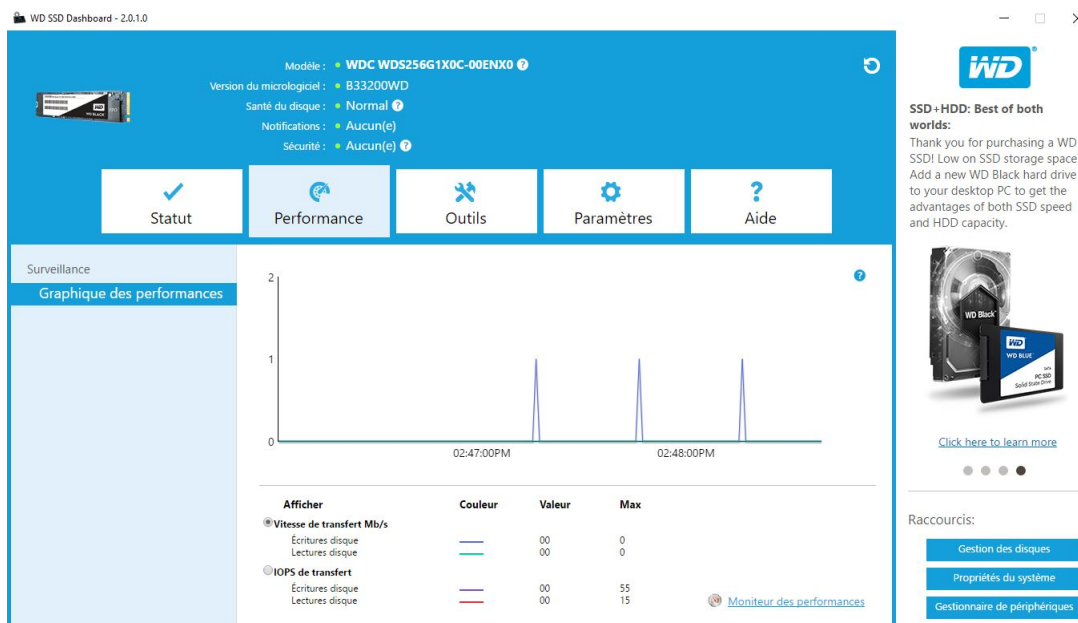 WD SSD Dashboard - 2.0.1.0
Modèle : WDC WDS256G1X0C-00ENX0
Version du micrologiciel : B33200WD
Santé du disque : Normal
Notifications : Aucun(e)
Sécurité : Aucun(e)
Statut
Performance
Outils
Paramètres
Aide
Surveillance
Graphique des performances
2
1
0
02:47:00PM
02:48:00PM
Afficher Couleur Valeur Max
Vitesse de transfert Mb/s
Écritures disque 00 0
Lectures disque 00 0
IOPS de transfert
Écritures disque 00 55
Lectures disque 00 15
Moniteur des performances
WD
SSD+HDD: Best of both
worlds:
Thank you for purchasing a WD
SSD! Low on SSD storage space
Add a new WD Black hard drive
to your desktop PC to get the
advantages of both SSD speed
and HDD capacity.
WD Black
WD
WD BLUE
PC SSD
Solid State Drive
Click here to learn more
Raccourcis:
Gestion des disques
Propriétés du système
Gestionnaire de périphériques